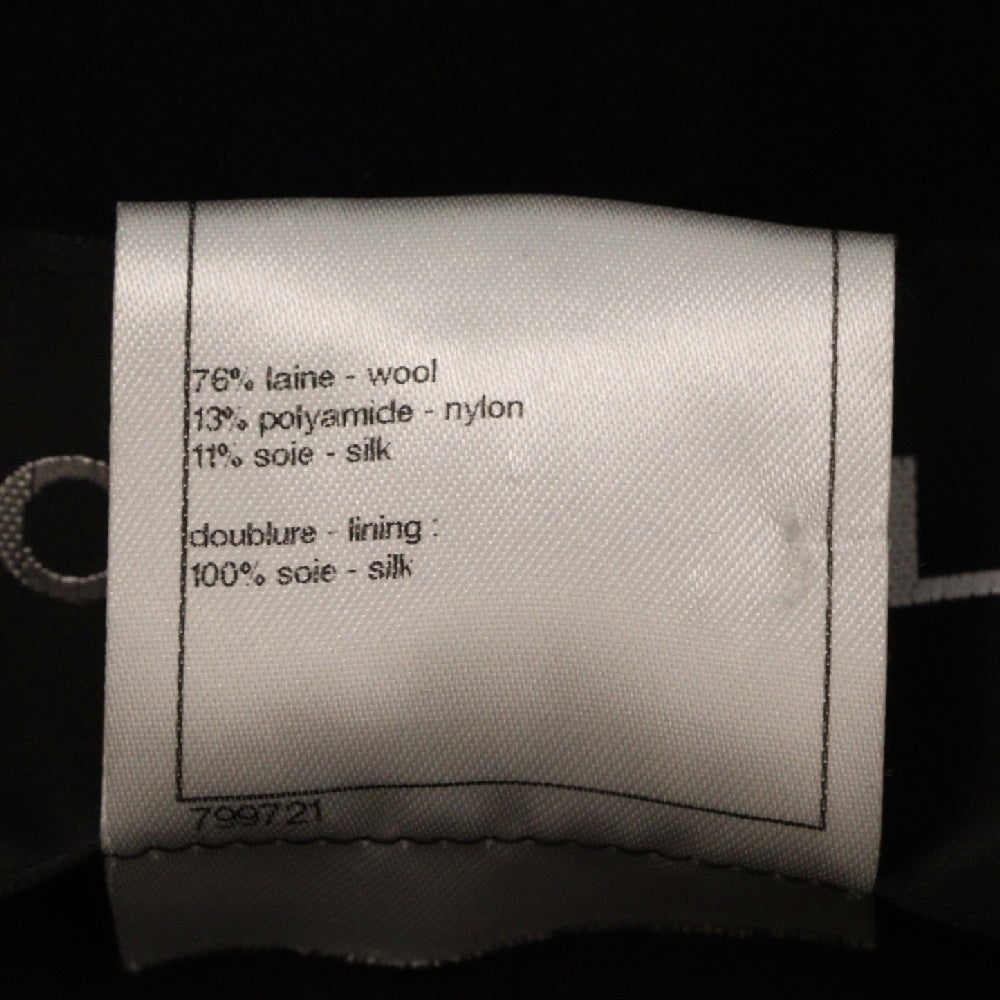 76% laine - wool
13% polyamide - nylon
11% soie - silk
doublure - lining :
100% soie - silk
799721